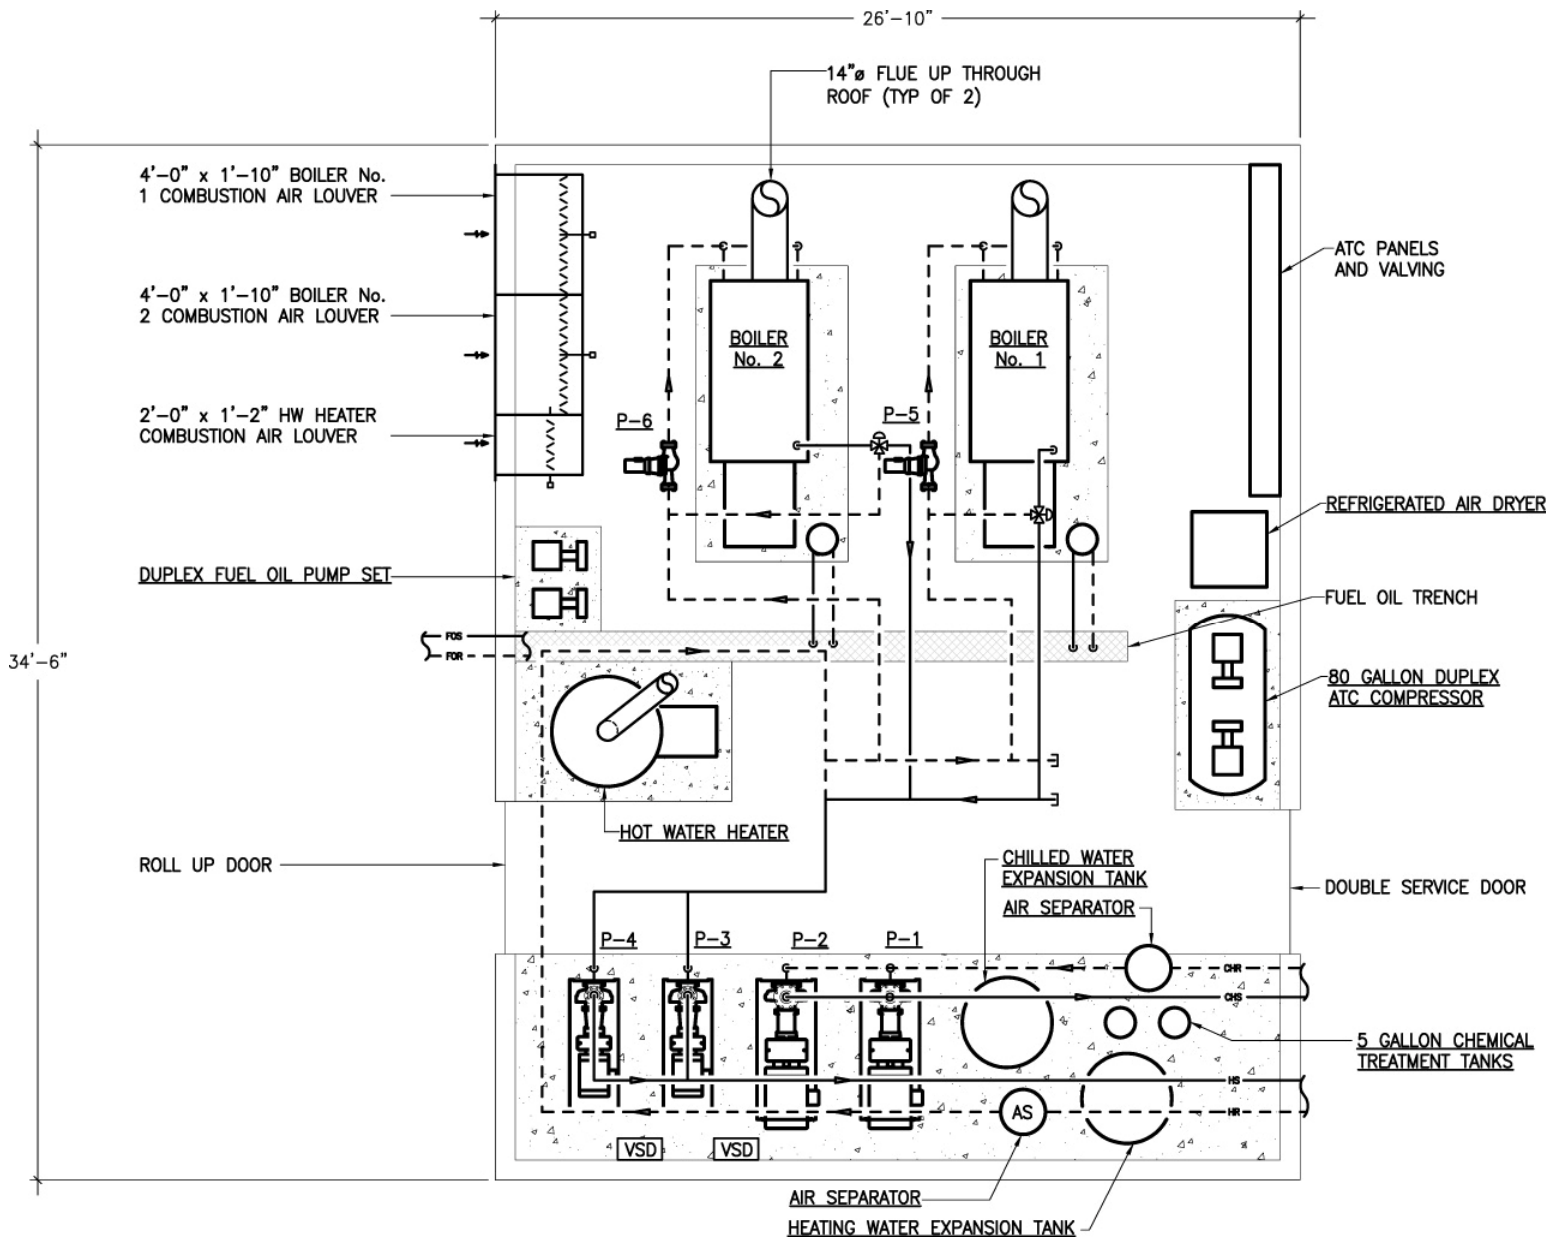 26'-10"
14"ø FLUE UP THROUGH
ROOF (TYP OF 2)
4'-0" x 1'-10" BOILER No.
1 COMBUSTION AIR LOUVER
4'-0" x 1'-10" BOILER No.
2 COMBUSTION AIR LOUVER
2'-0" x 1'-2" HW HEATER
COMBUSTION AIR LOUVER
ATC PANELS
AND VALVING
BOILER
No. 2
BOILER
No. 1
P-6
P-5
REFRIGERATED AIR DRYER
DUPLEX FUEL OIL PUMP SET
FUEL OIL TRENCH
FOS
FOR
34'-6"
80 GALLON DUPLEX
ATC COMPRESSOR
HOT WATER HEATER
ROLL UP DOOR
CHILLED WATER
EXPANSION TANK
AIR SEPARATOR
DOUBLE SERVICE DOOR
P-4
P-3
P-2
P-1
CHR
CHS
5 GALLON CHEMICAL
TREATMENT TANKS
HS
HR
AS
VSD
VSD
AIR SEPARATOR
HEATING WATER EXPANSION TANK